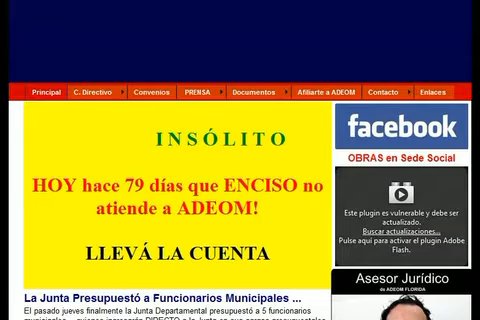 Principal C. Directivo Convenios PRENSA Documentos Afiliarte a ADEOM Contacto Enlaces
INSÓLITO
HOY hace 79 días que ENCISO no
atiende a ADEOM!
LLEVÁ LA CUENTA
La Junta Presupuestó a Funcionarios Municipales ...
El pasado jueves finalmente la Junta Departamental presupuestó a 5 funcionarios
facebook
OBRAS en Sede Social
Este plugin es vulnerable y debe ser
actualizado.
Buscar actualizaciones...
Pulse aquí para activar el plugin Adobe
Flash.
Asesor Jurídico
de ADEOM FLORIDA